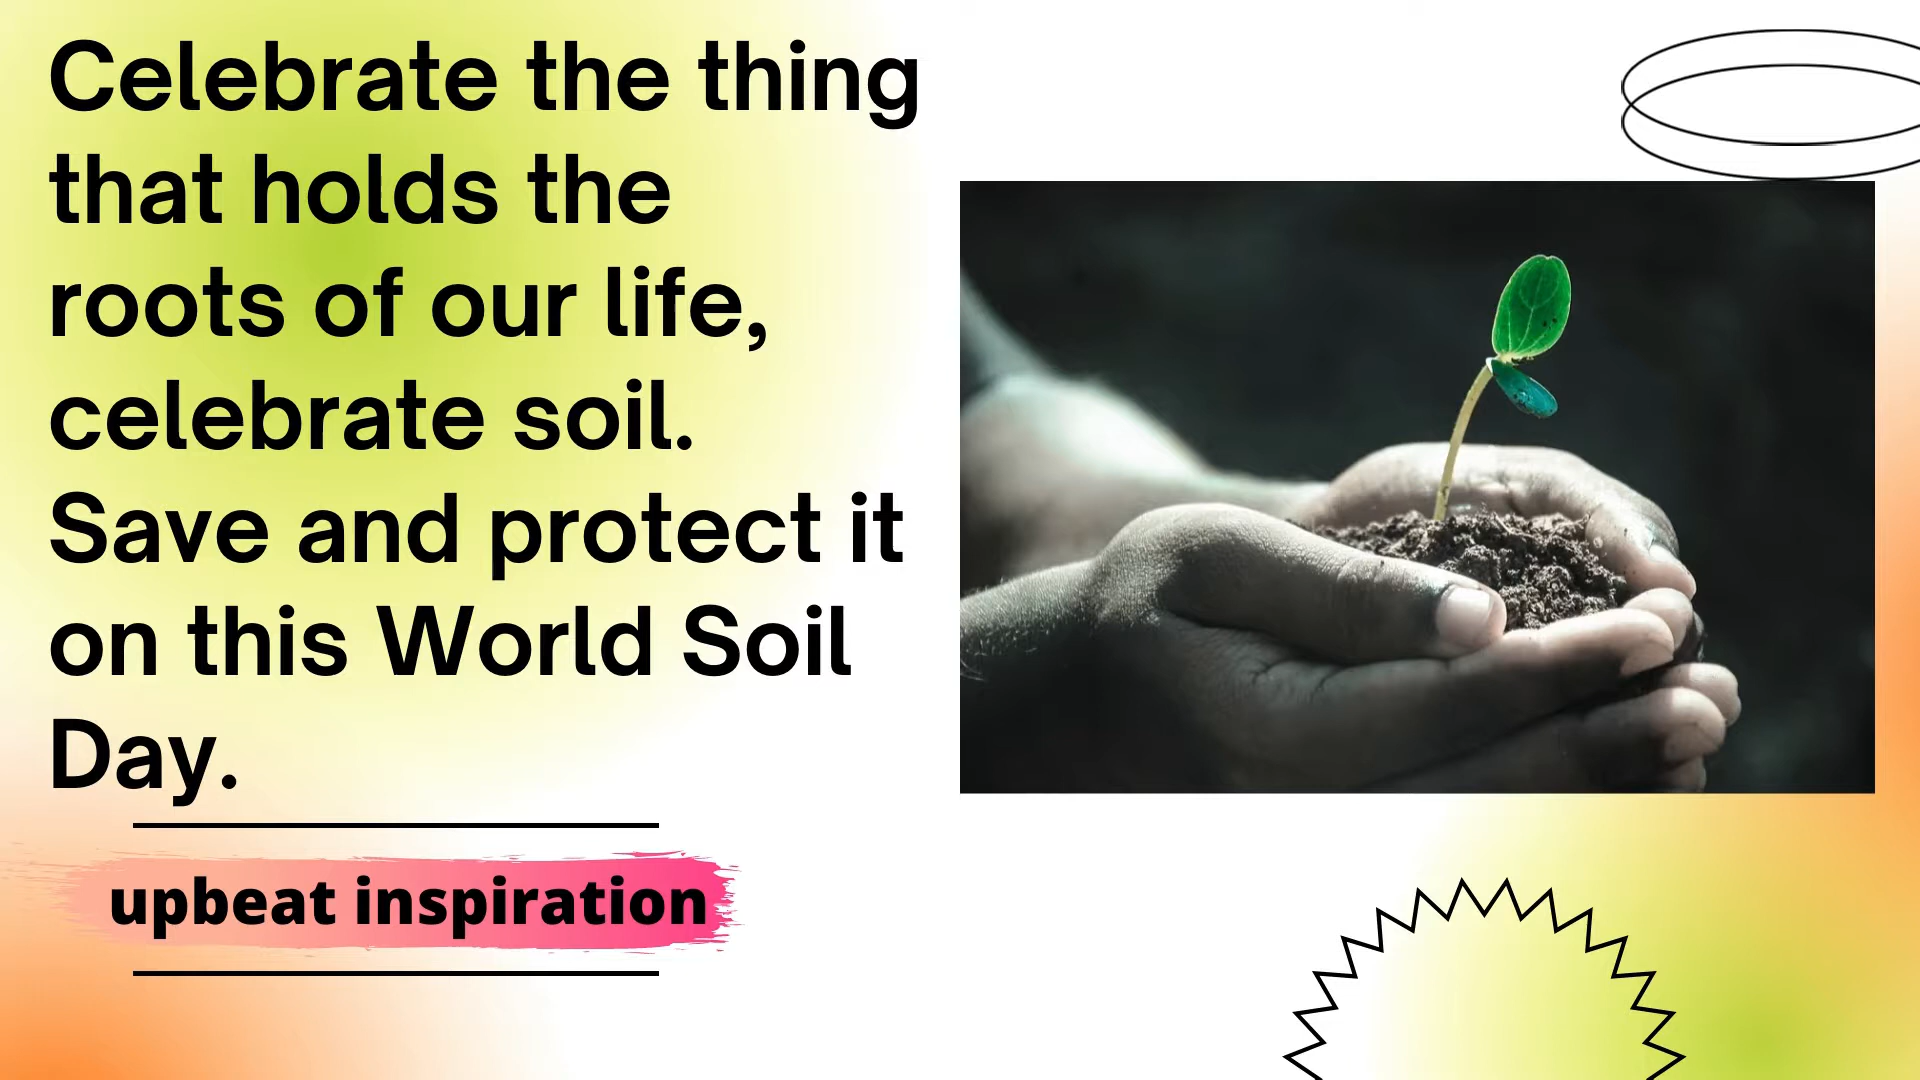 Celebrate the thing
that holds the
roots of our life,
celebrate soil.
Save and protect it
on this World Soil
Day.
upbeat inspiration